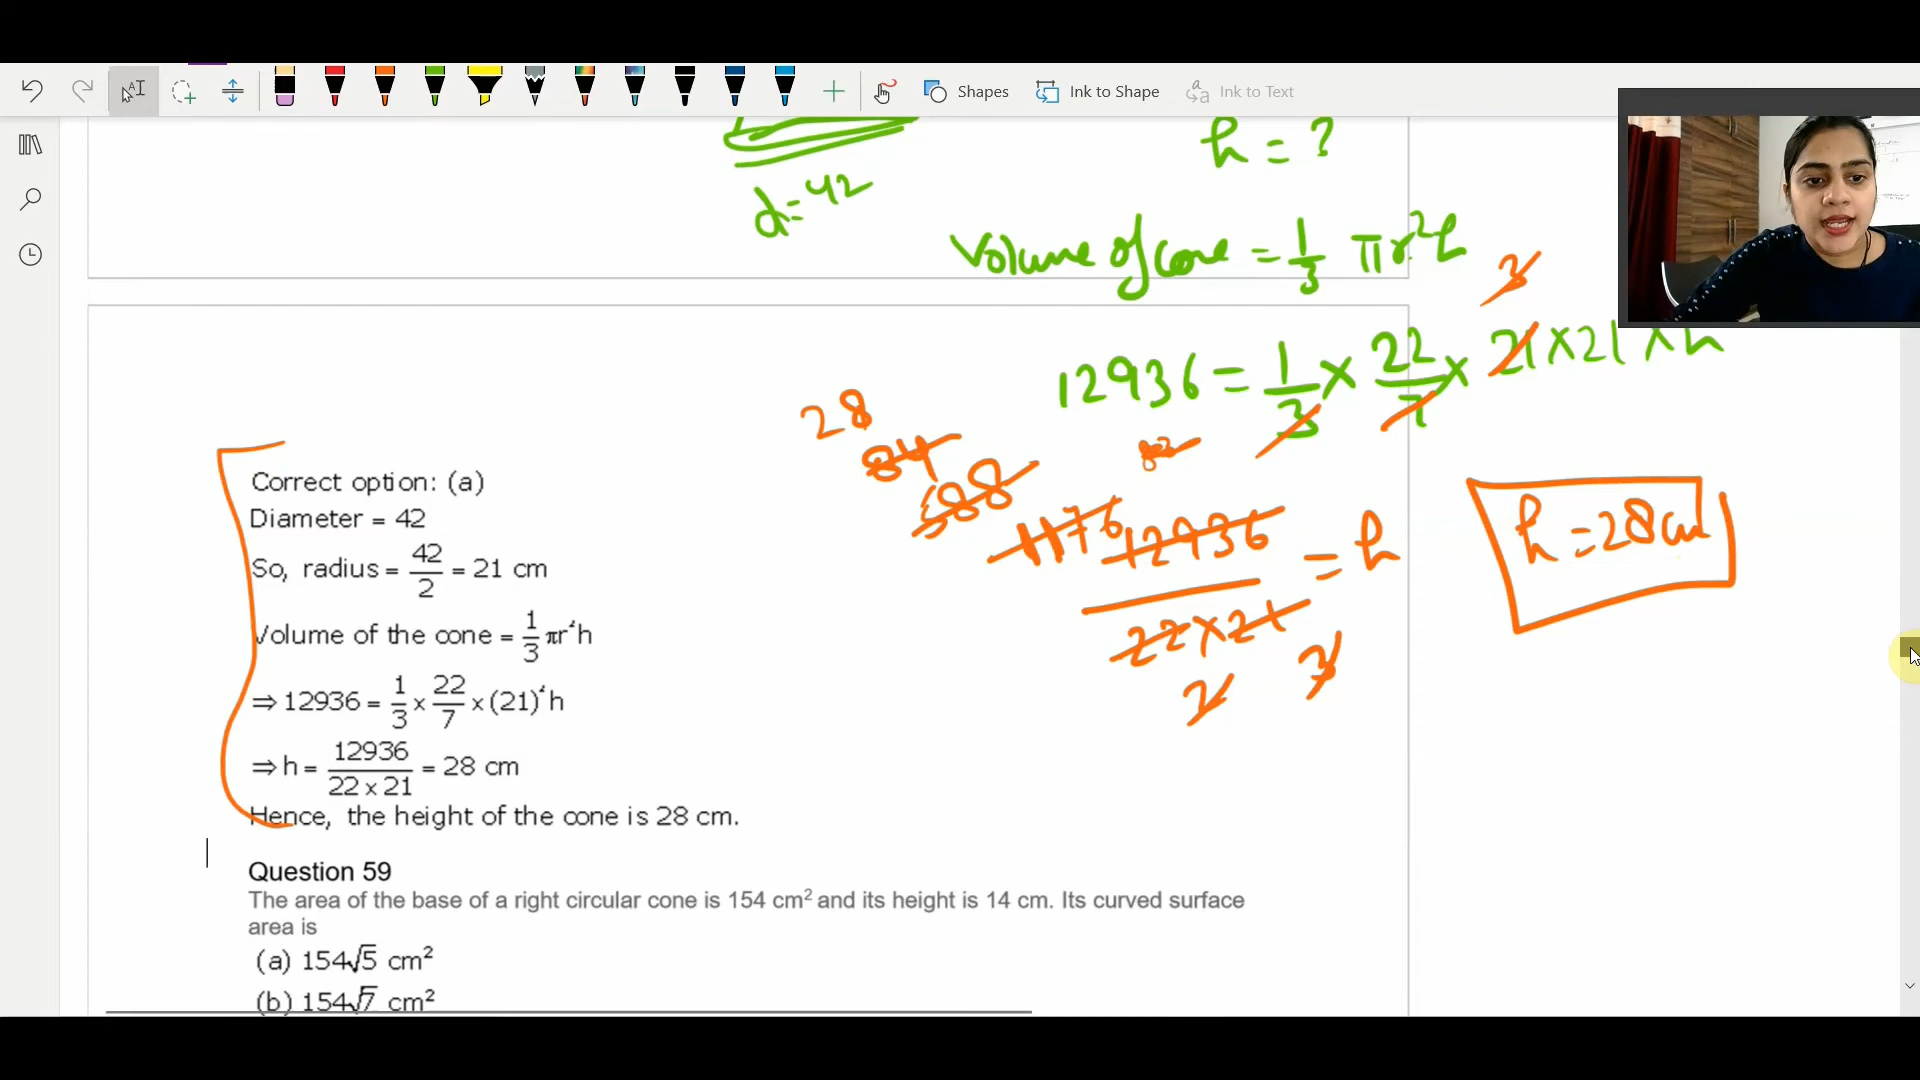 Shapes
Ink to Shape
Ink to Text
h = ?
d=42
Volume of cone = 1/3 πr²h
3
12936 = 1/3 × 22/7 × 21×21×h
28
84
588
1176
12936/22×21 = h
2
3
h = 28 cm
Correct option: (a)
Diameter = 42
So, radius = 42/2 = 21 cm
Volume of the cone = 1/3 πr²h
⇒ 12936 = 1/3 × 22/7 × (21)²h
⇒ h = 12936/22 × 21 = 28 cm
Hence, the height of the cone is 28 cm.
Question 59
The area of the base of a right circular cone is 154 cm² and its height is 14 cm. Its curved surface
area is
(a) 154√5 cm²
(b) 154√7 cm²